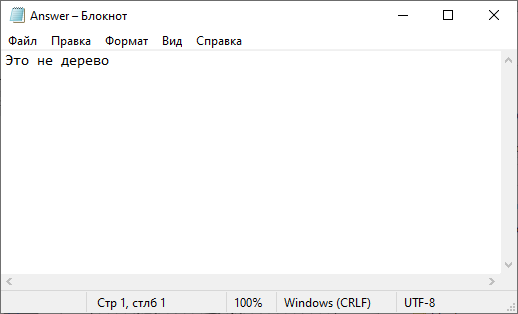 Answer – Блокнот
Файл Правка Формат Вид Справка
Это не дерево
Стр 1, стлб 1 100% Windows (CRLF) UTF-8